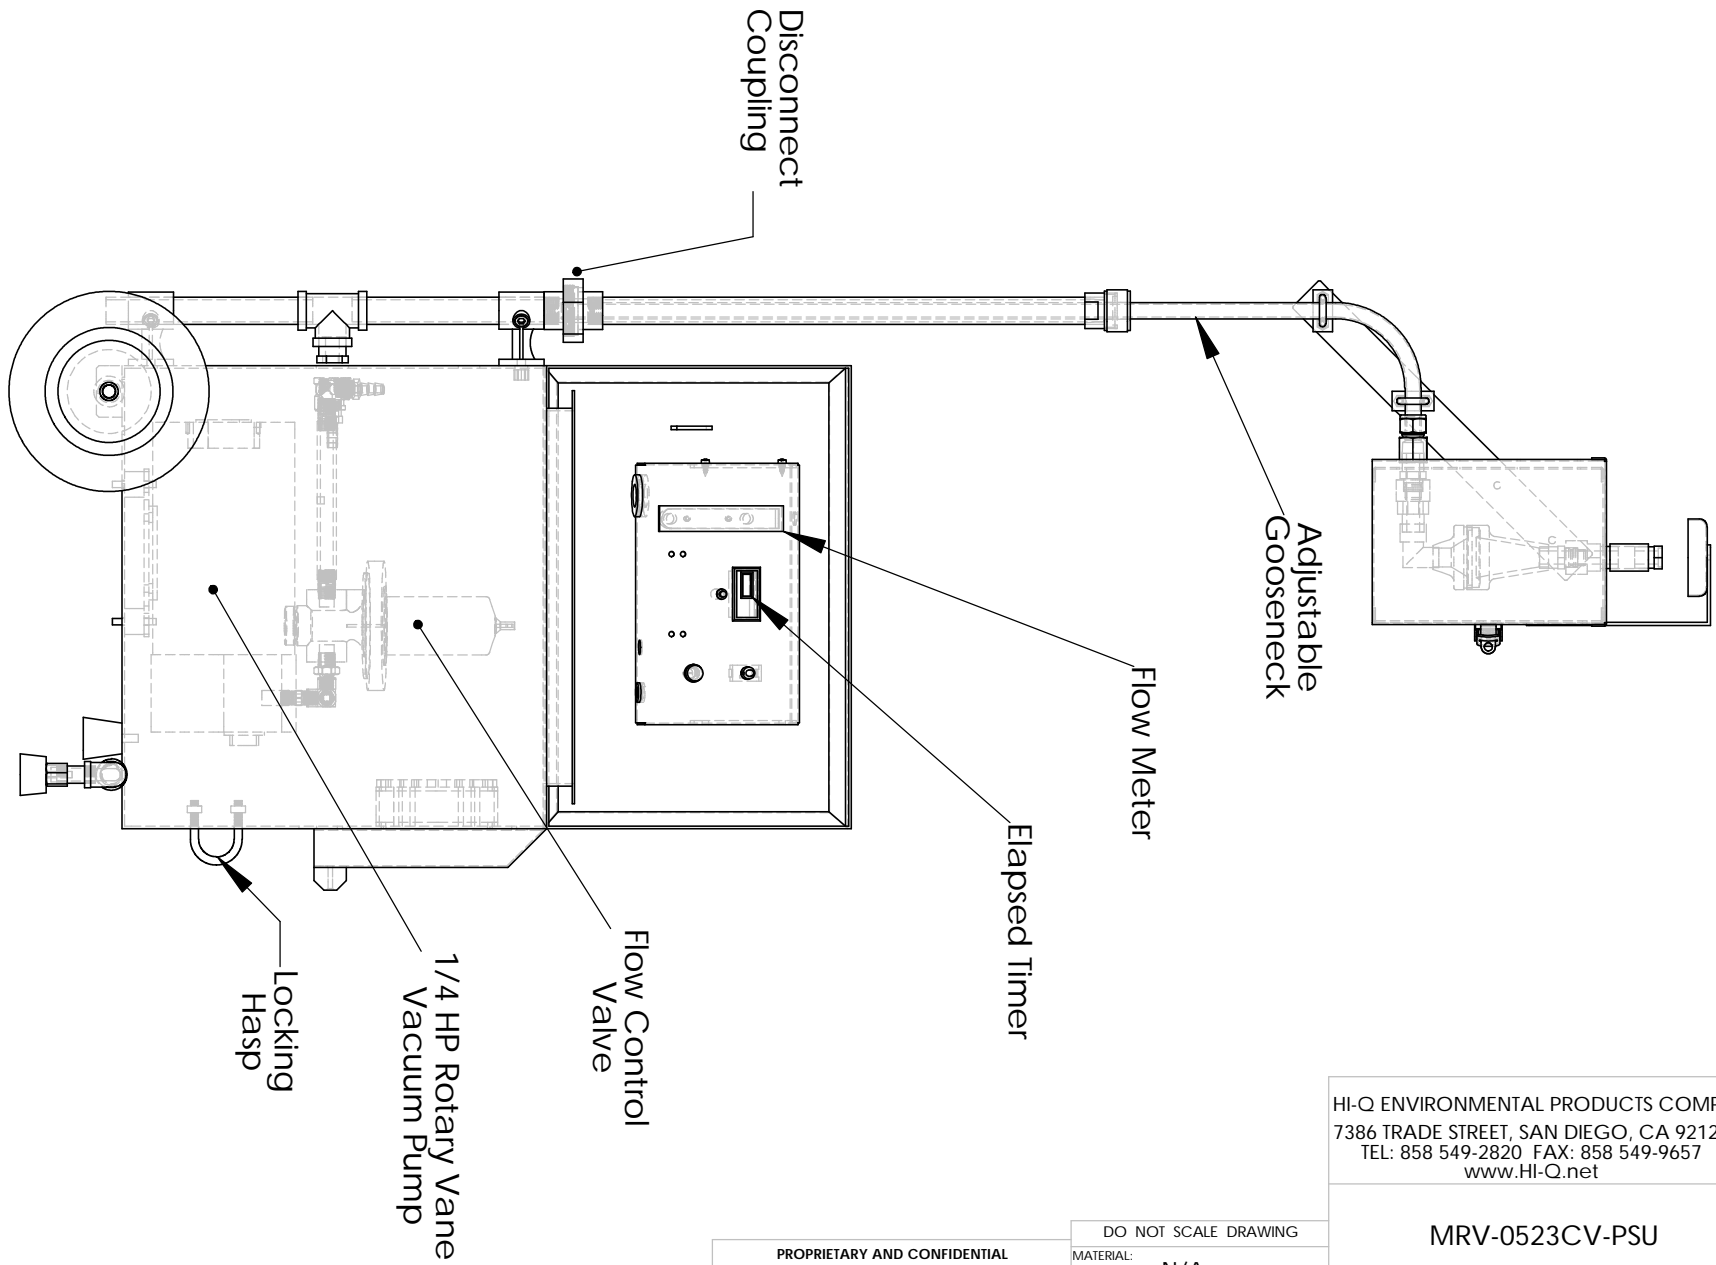 Disconnect
Coupling
Adjustable
Gooseneck
Flow Meter
Elapsed Timer
Flow Control
Valve
1/4 HP Rotary Vane
Vacuum Pump
Locking
Hasp
HI-Q ENVIRONMENTAL PRODUCTS
7386 TRADE STREET, SAN DIEGO, CA
TEL: 858 549-2820 FAX: 858 549-9657
www.HI-Q.net
MRV-0523CV-PSU
DO NOT SCALE DRAWING
MATERIAL:
PROPRIETARY AND CONFIDENTIAL